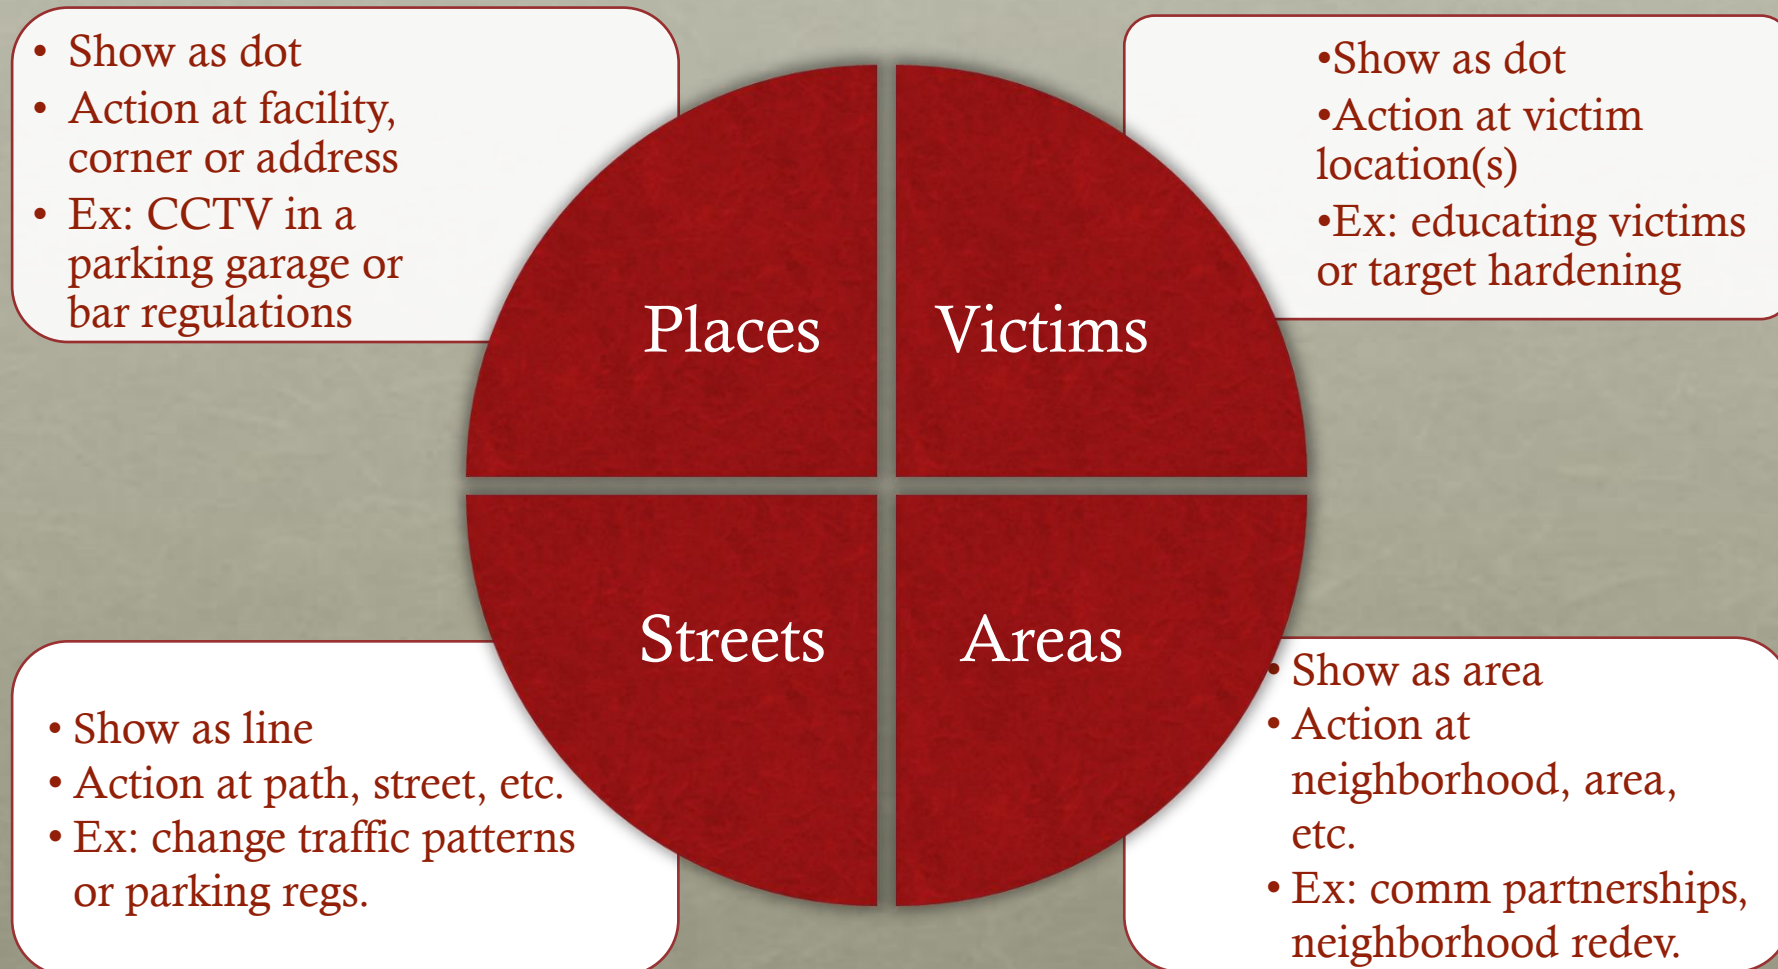 • Show as dot
• Action at facility,
corner or address
• Ex: CCTV in a
parking garage or
bar regulations
•Show as dot
•Action at victim
location(s)
•Ex: educating victims
or target hardening
Places
Victims
Streets
Areas
• Show as line
• Action at path, street, etc.
• Ex: change traffic patterns
or parking regs.
• Show as area
• Action at
neighborhood, area,
etc.
• Ex: comm partnerships,
neighborhood redev.